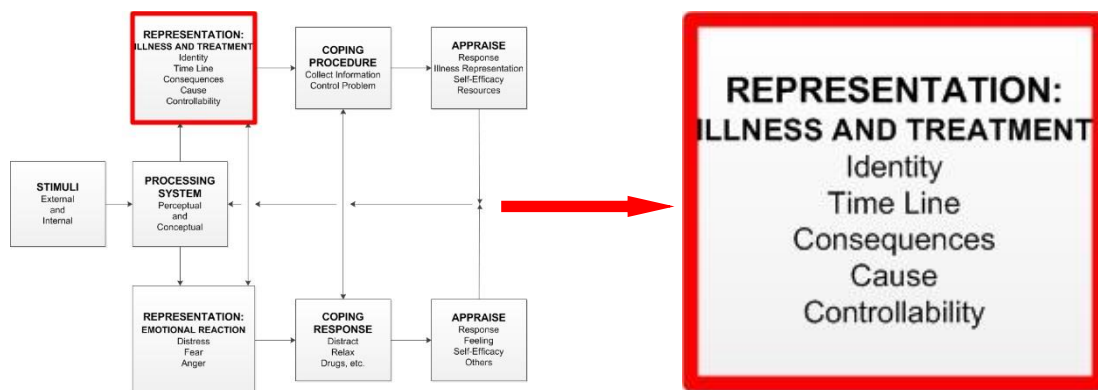 REPRESENTATION:
ILLNESS AND TREATMENT
Identity
Time Line
Consequences
Cause
Controllability
COPING
PROCEDURE
Collect Information
Control Problem
APPRAISE
Response
Illness Representation
Self-Efficacy
Resources
STIMULI
External
and
Internal
PROCESSING
SYSTEM
Perceptual
and
Conceptual
REPRESENTATION:
EMOTIONAL REACTION
Distress
Fear
Anger
COPING
RESPONSE
Distract
Relax
Drugs, etc.
APPRAISE
Response
Feeling
Self-Efficacy
Others
REPRESENTATION:
ILLNESS AND TREATMENT
Identity
Time Line
Consequences
Cause
Controllability